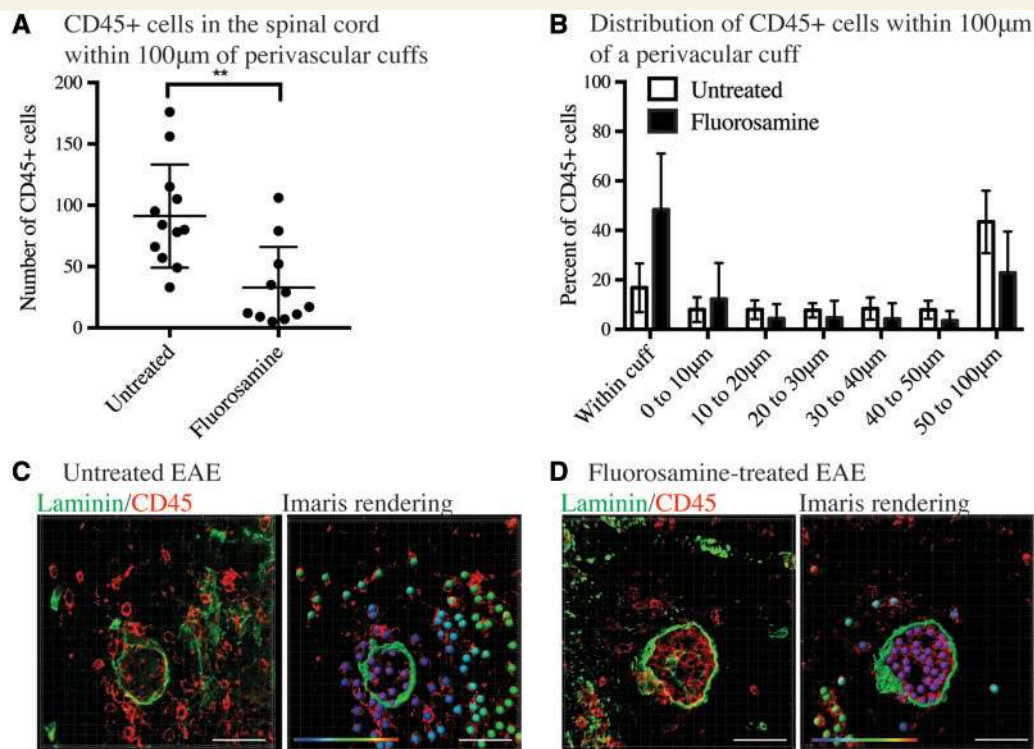 A CD45+ cells in the spinal cord
within 100μm of perivascular cuffs
**
200
150
100
50
0
Number of CD45+ cells
Untreated
Fluorosamine
B Distribution of CD45+ cells within 100μm
of a perivacular cuff
Untreated
Fluorosamine
100
80
60
40
20
0
Percent of CD45+ cells
Within cuff
0 to 10μm
10 to 20μm
20 to 30μm
30 to 40μm
40 to 50μm
50 to 100μm
C Untreated EAE
Laminin/CD45 Imaris rendering
D Fluorosamine-treated EAE
Laminin/CD45 Imaris rendering